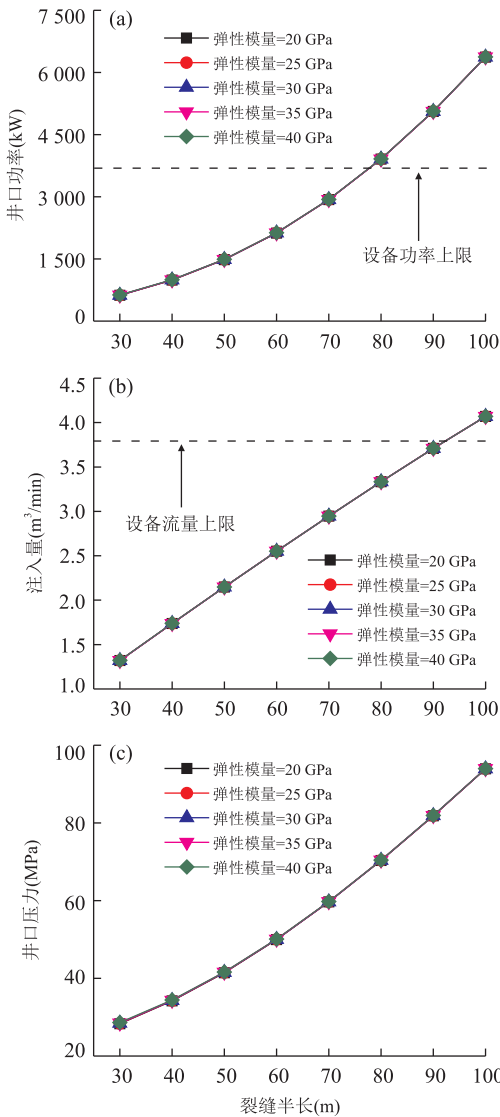 (a)
7 500
6 000
4 500
3 000
1 500
0
井口功率(kW)
弹性模量=20 GPa
弹性模量=25 GPa
弹性模量=30 GPa
弹性模量=35 GPa
弹性模量=40 GPa
设备功率上限
30 40 50 60 70 80 90 100
(b)
4.5
4.0
3.5
3.0
2.5
2.0
1.5
1.0
注入量(m³/min)
设备流量上限
弹性模量=20 GPa
弹性模量=25 GPa
弹性模量=30 GPa
弹性模量=35 GPa
弹性模量=40 GPa
30 40 50 60 70 80 90 100
(c)
100
80
60
40
20
井口压力(MPa)
弹性模量=20 GPa
弹性模量=25 GPa
弹性模量=30 GPa
弹性模量=35 GPa
弹性模量=40 GPa
30 40 50 60 70 80 90 100
裂缝半长(m)